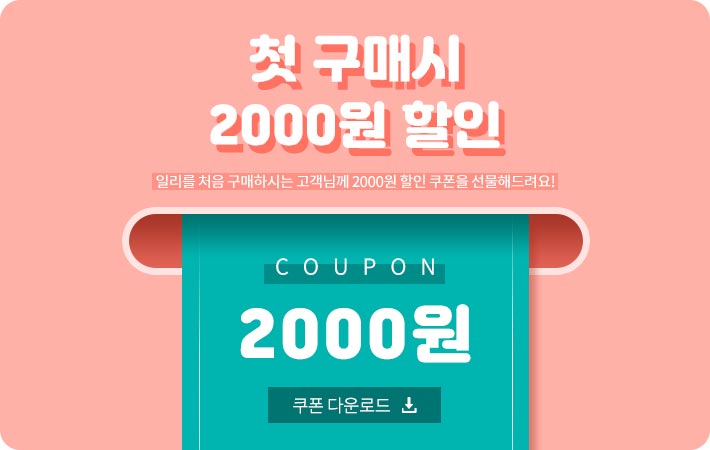 첫 구매시
2000원 할인
일리를 처음 구매하시는 고객님께 2000원 할인 쿠폰을 선물해드려요!
COUPON
2000원
쿠폰 다운로드